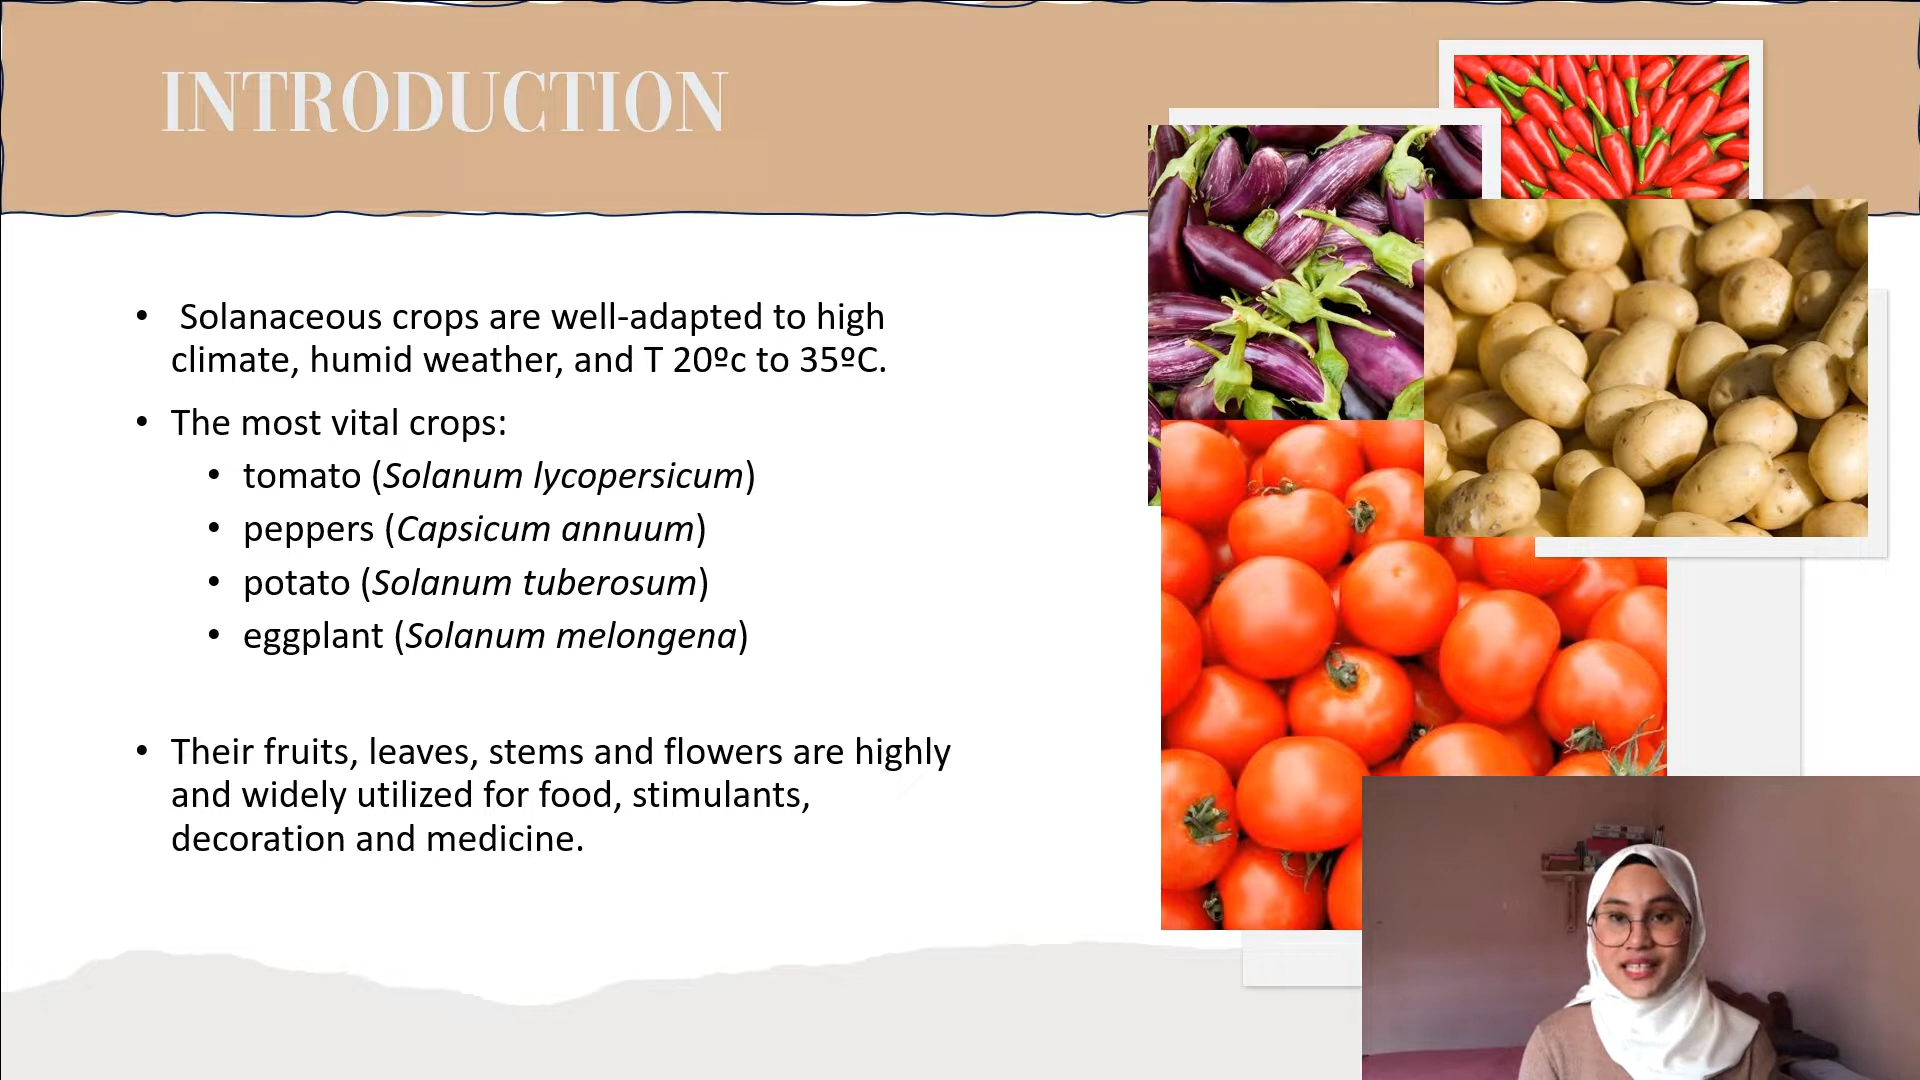 INTRODUCTION
• Solanaceous crops are well-adapted to high
climate, humid weather, and T 20ºc to 35ºC.
• The most vital crops:
• tomato (Solanum lycopersicum)
• peppers (Capsicum annuum)
• potato (Solanum tuberosum)
• eggplant (Solanum melongena)
• Their fruits, leaves, stems and flowers are highly
and widely utilized for food, stimulants,
decoration and medicine.